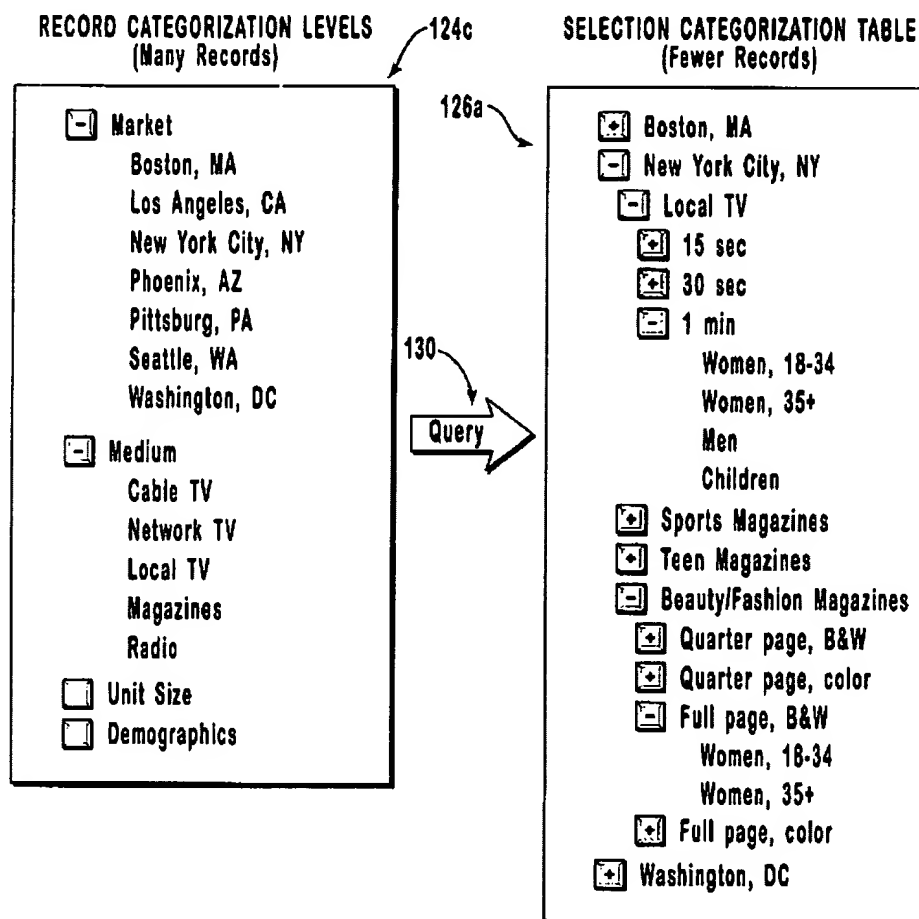 RECORD CATEGORIZATION LEVELS
(Many Records)
124c
[-] Market
Boston, MA
Los Angeles, CA
New York City, NY
Phoenix, AZ
Pittsburg, PA
Seattle, WA
Washington, DC
[-] Medium
Cable TV
Network TV
Local TV
Magazines
Radio
Unit Size
Demographics
130
Query
SELECTION CATEGORIZATION TABLE
(Fewer Records)
126a
[+] Boston, MA
[-] New York City, NY
[-] Local TV
[+] 15 sec
[+] 30 sec
[-] 1 min
Women, 18-34
Women, 35+
Men
Children
[+] Sports Magazines
[+] Teen Magazines
[-] Beauty/Fashion Magazines
[+] Quarter page, B&W
[+] Quarter page, color
[-] Full page, B&W
Women, 18-34
Women, 35+
[+] Full page, color
[+] Washington, DC